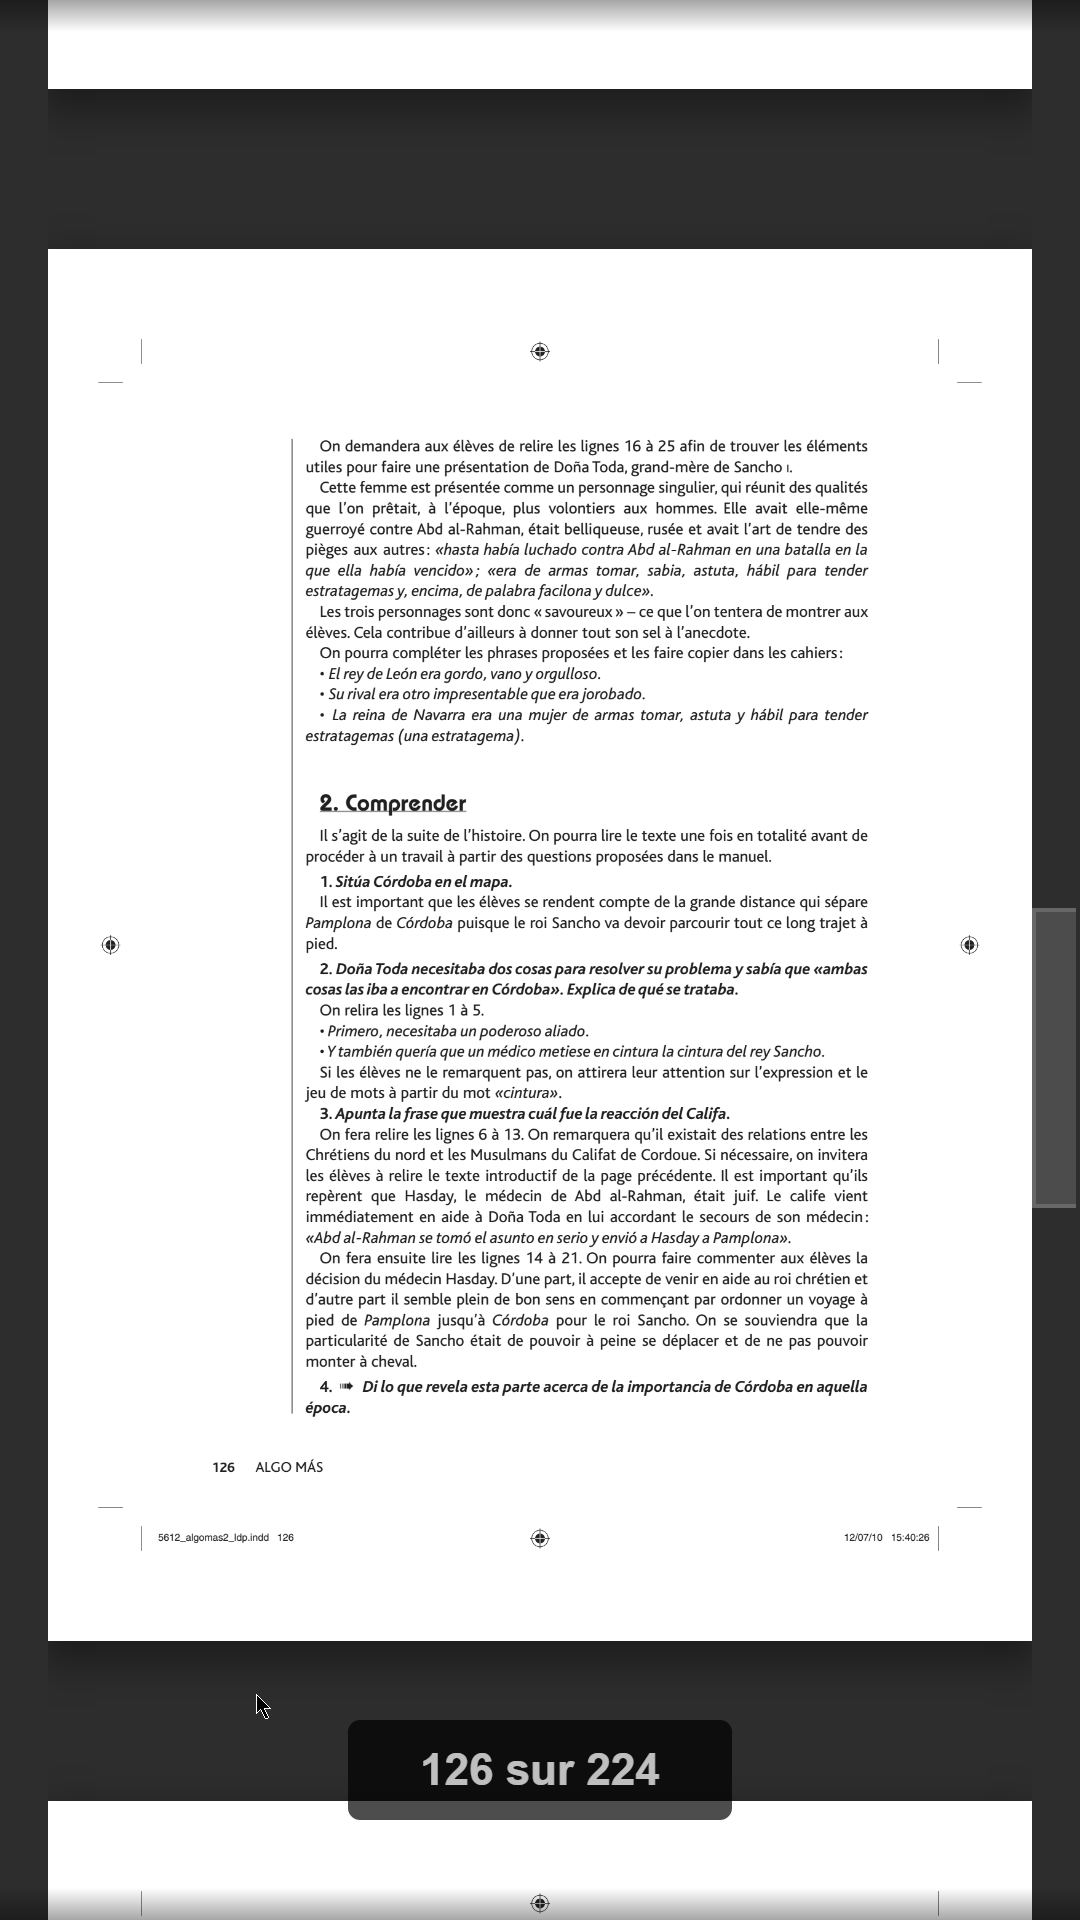 On demandera aux élèves de relire les lignes 16 à 25 afin de trouver les éléments
utiles pour faire une présentation de Doña Toda, grand-mère de Sancho I.
Cette femme est présentée comme un personnage singulier, qui réunit des qualités
que l’on prêtait, à l’époque, plus volontiers aux hommes. Elle avait elle-même
guerroyé contre Abd al-Rahman, était belliqueuse, rusée et avait l’art de tendre des
pièges aux autres : «hasta había luchado contra Abd al-Rahman en una batalla en la
que ella había vencido» ; «era de armas tomar, sabia, astuta, hábil para tender
estratagemas y, encima, de palabra facilona y dulce».
Les trois personnages sont donc « savoureux » – ce que l’on tentera de montrer aux
élèves. Cela contribue d’ailleurs à donner tout son sel à l’anecdote.
On pourra compléter les phrases proposées et les faire copier dans les cahiers :
• El rey de León era gordo, vano y orgulloso.
• Su rival era otro impresentable que era jorobado.
• La reina de Navarra era una mujer de armas tomar, astuta y hábil para tender
estratagemas (una estratagema).
2. Comprender
Il s’agit de la suite de l’histoire. On pourra lire le texte une fois en totalité avant de
procéder à un travail à partir des questions proposées dans le manuel.
1. Sitúa Córdoba en el mapa.
Il est important que les élèves se rendent compte de la grande distance qui sépare
Pamplona de Córdoba puisque le roi Sancho va devoir parcourir tout ce long trajet à
pied.
2. Doña Toda necesitaba dos cosas para resolver su problema y sabía que «ambas
cosas las iba a encontrar en Córdoba». Explica de qué se trataba.
On relira les lignes 1 à 5.
• Primero, necesitaba un poderoso aliado.
• Y también quería que un médico metiese en cintura la cintura del rey Sancho.
Si les élèves ne le remarquent pas, on attirera leur attention sur l’expression et le
jeu de mots à partir du mot «cintura».
3. Apunta la frase que muestra cuál fue la reacción del Califa.
On fera relire les lignes 6 à 13. On remarquera qu’il existait des relations entre les
Chrétiens du nord et les Musulmans du Califat de Cordoue. Si nécessaire, on invitera
les élèves à relire le texte introductif de la page précédente. Il est important qu’ils
repèrent que Hasday, le médecin de Abd al-Rahman, était juif. Le calife vient
immédiatement en aide à Doña Toda en lui accordant le secours de son médecin :
«Abd al-Rahman se tomó el asunto en serio y envió a Hasday a Pamplona».
On fera ensuite lire les lignes 14 à 21. On pourra faire commenter aux élèves la
décision du médecin Hasday. D’une part, il accepte de venir en aide au roi chrétien et
d’autre part il semble plein de bon sens en commençant par ordonner un voyage à
pied de Pamplona jusqu’à Córdoba pour le roi Sancho. On se souviendra que la
particularité de Sancho était de pouvoir à peine se déplacer et de ne pas pouvoir
monter à cheval.
4. ➠ Di lo que revela esta parte acerca de la importancia de Córdoba en aquella
época.
126 ALGO MÁS
5612_algomas2_ldp.indd 126
12/07/10 15:40:26
126 sur 224